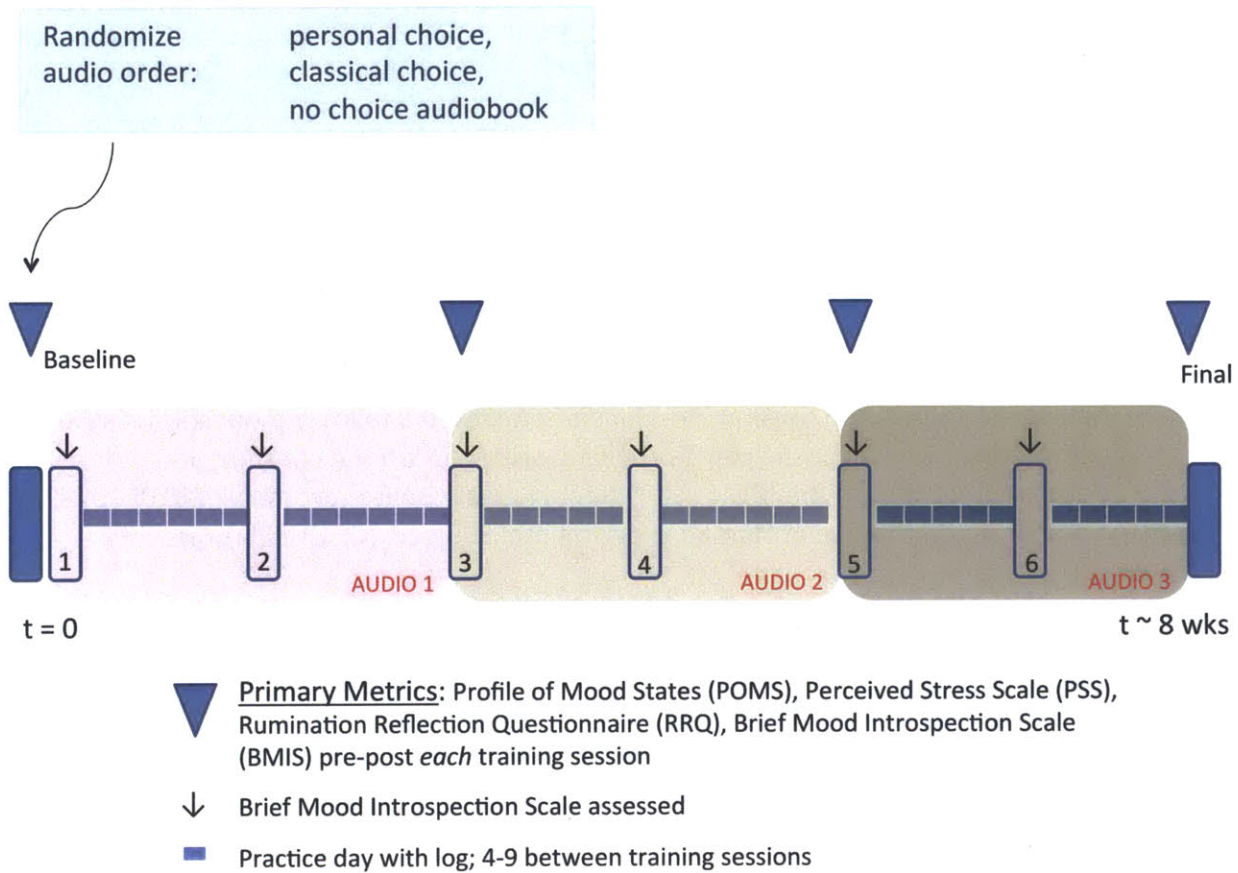 Randomize personal choice,
audio order: classical choice,
no choice audiobook
Baseline
Final
1
2
3
4
5
6
AUDIO 1
AUDIO 2
AUDIO 3
t = 0
t ~ 8 wks
Primary Metrics: Profile of Mood States (POMS), Perceived Stress Scale (PSS),
Rumination Reflection Questionnaire (RRQ), Brief Mood Introspection Scale
(BMIS) pre-post each training session
Brief Mood Introspection Scale assessed
Practice day with log; 4-9 between training sessions